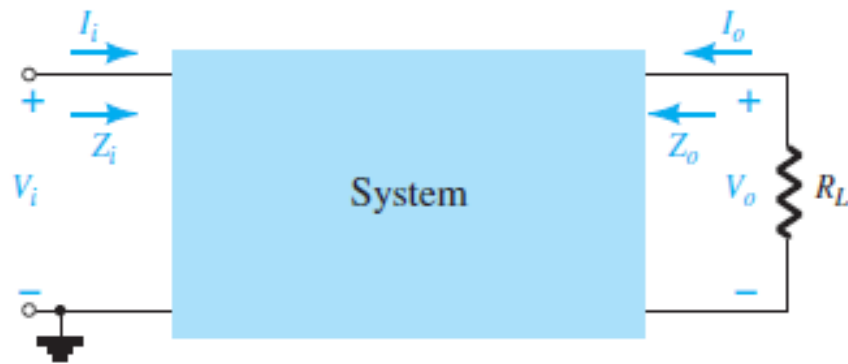 Ii Io
+ +
Zi Zo
Vi System Vo RL
– –